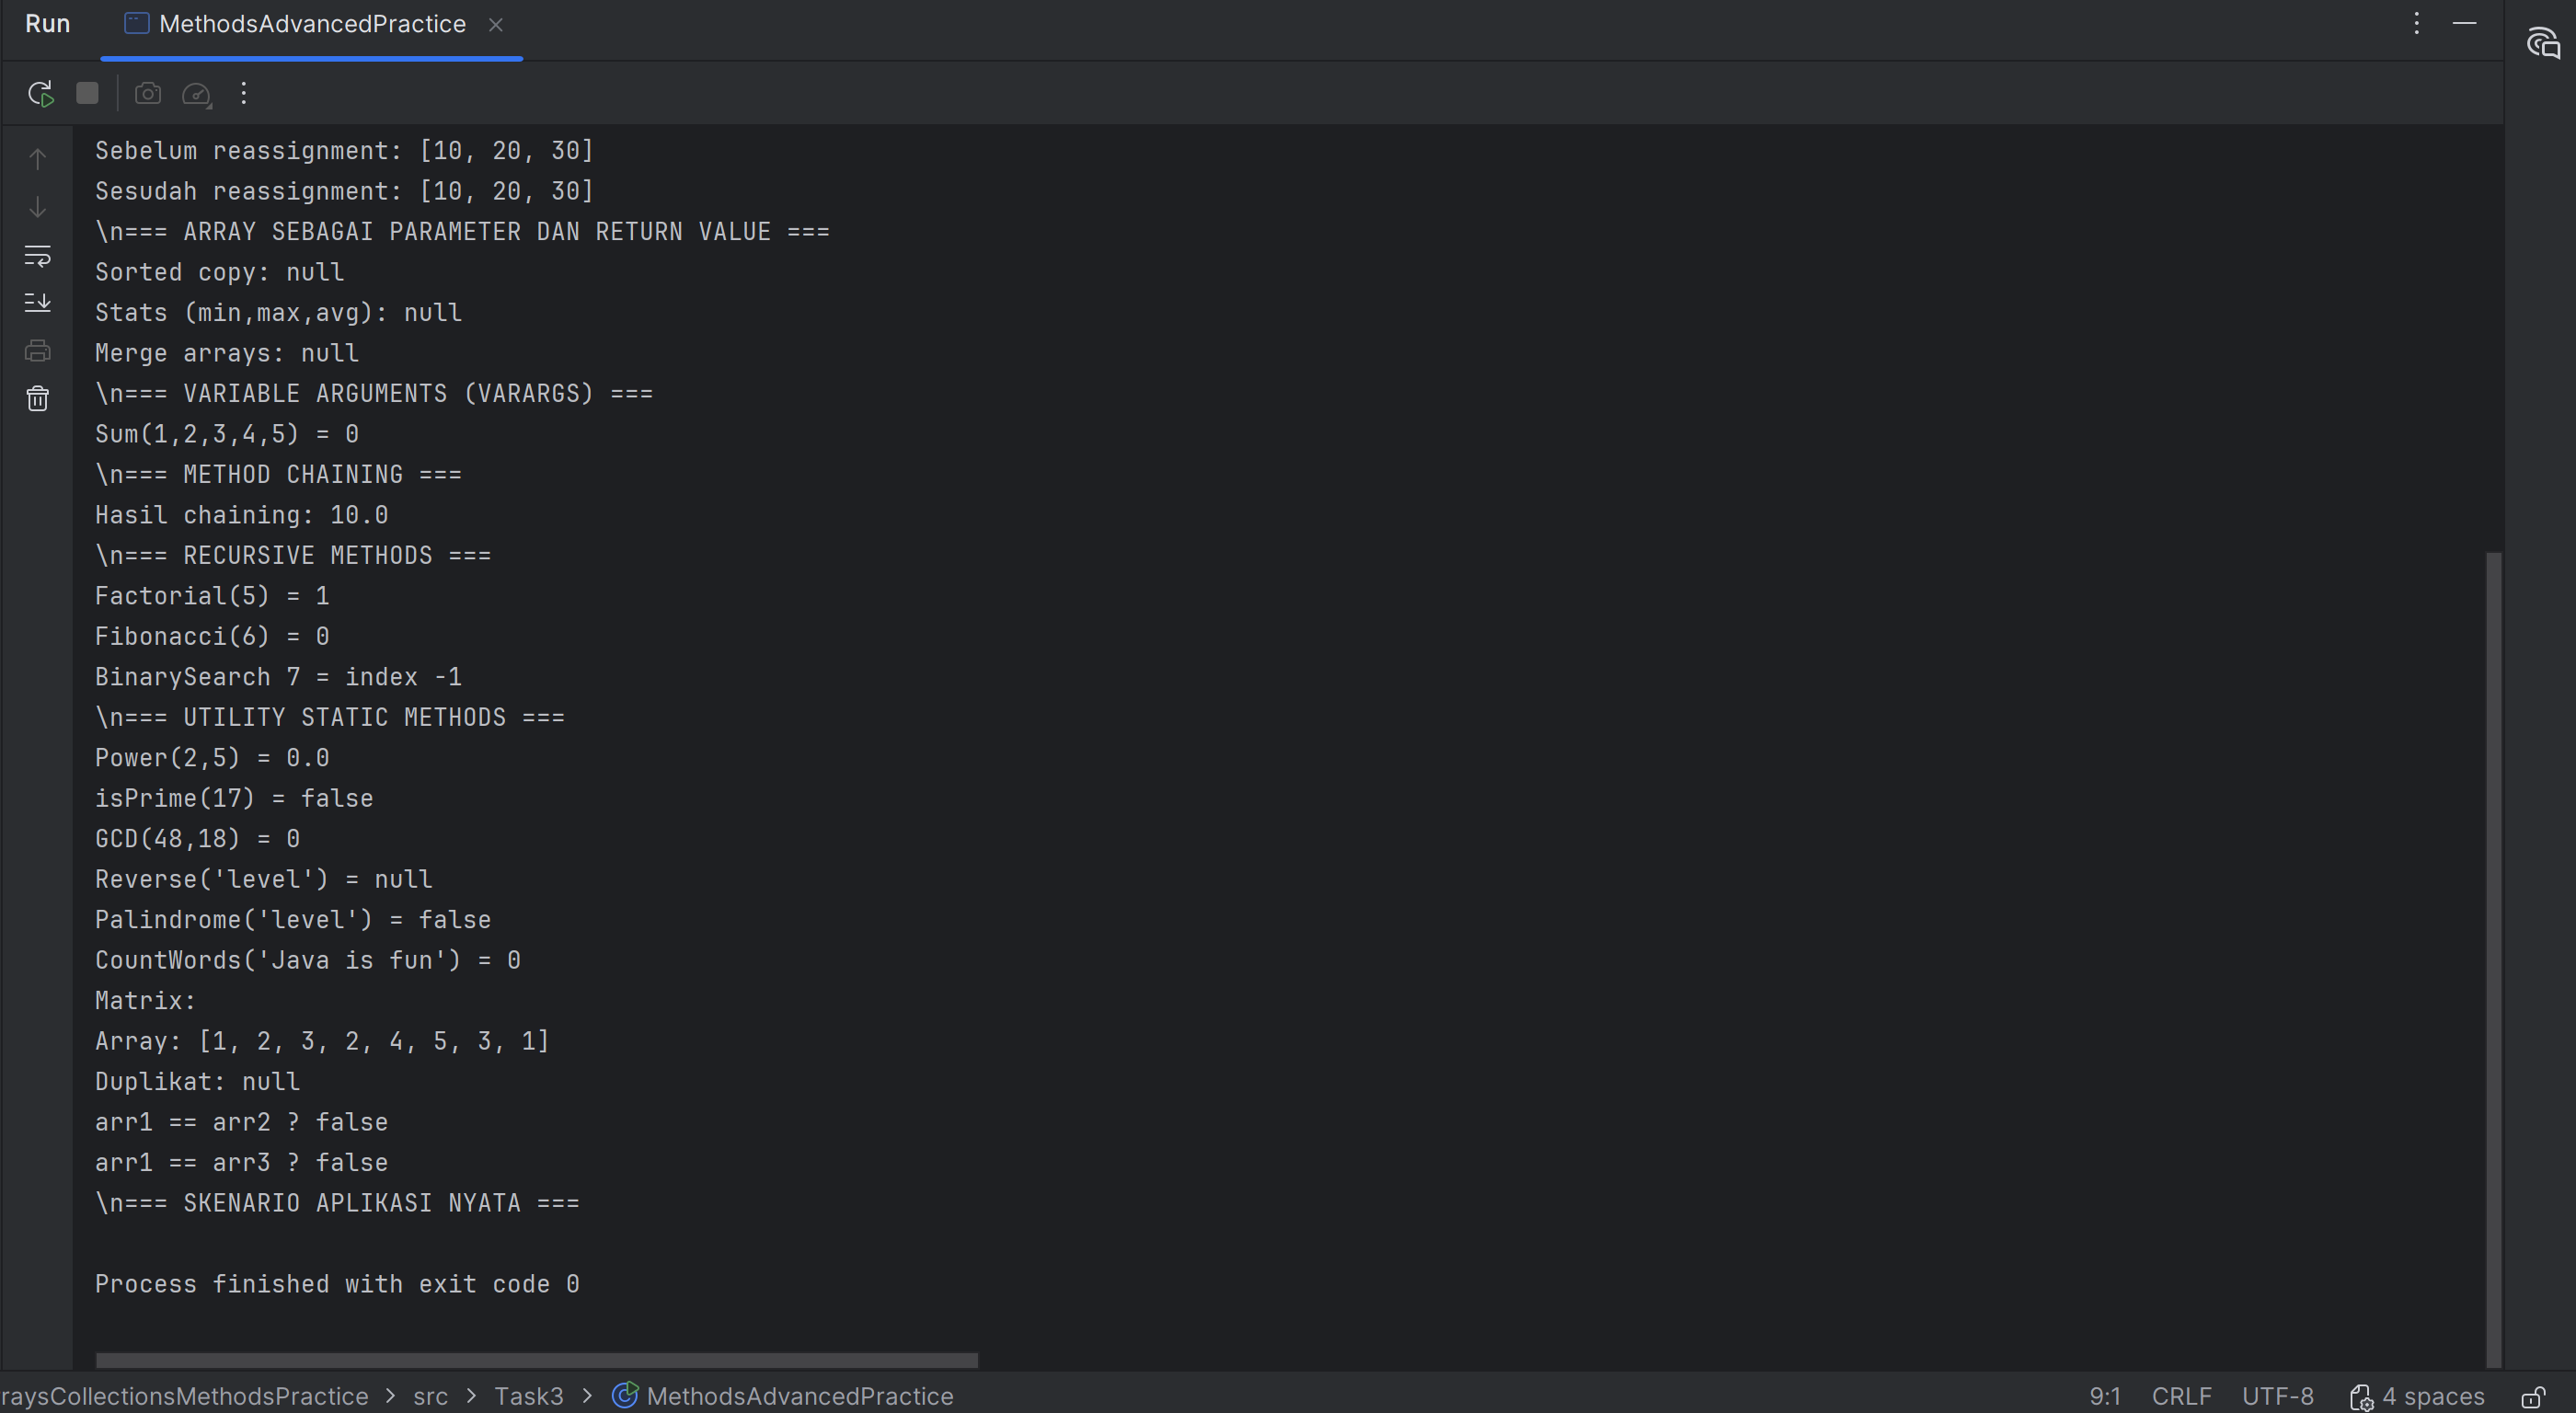 Run MethodsAdvancedPractice
Sebelum reassignment: [10, 20, 30]
Sesudah reassignment: [10, 20, 30]
\n=== ARRAY SEBAGAI PARAMETER DAN RETURN VALUE ===
Sorted copy: null
Stats (min,max,avg): null
Merge arrays: null
\n=== VARIABLE ARGUMENTS (VARARGS) ===
Sum(1,2,3,4,5) = 0
\n=== METHOD CHAINING ===
Hasil chaining: 10.0
\n=== RECURSIVE METHODS ===
Factorial(5) = 1
Fibonacci(6) = 0
BinarySearch 7 = index -1
\n=== UTILITY STATIC METHODS ===
Power(2,5) = 0.0
isPrime(17) = false
GCD(48,18) = 0
Reverse('level') = null
Palindrome('level') = false
CountWords('Java is fun') = 0
Matrix:
Array: [1, 2, 3, 2, 4, 5, 3, 1]
Duplikat: null
arr1 == arr2 ? false
arr1 == arr3 ? false
\n=== SKENARIO APLIKASI NYATA ===
Process finished with exit code 0
raysCollectionsMethodsPractice > src > Task3 > MethodsAdvancedPractice 9:1 CRLF UTF-8 4 spaces